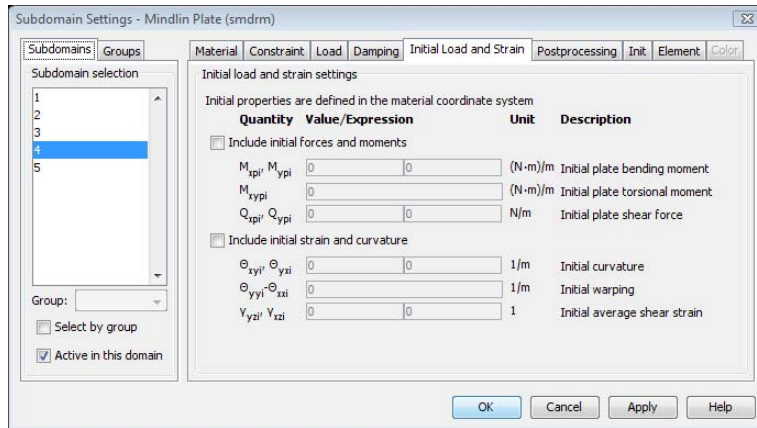 Subdomain Settings - Mindlin Plate (smdrm)
Subdomains Groups
Material Constraint Load Damping Initial Load and Strain Postprocessing Init Element Color
Subdomain selection
1
2
3
4
5
Group:
Select by group
Active in this domain
Initial load and strain settings
Initial properties are defined in the material coordinate system
Quantity Value/Expression Unit Description
Include initial forces and moments
Mxpi, Mypi 0 0 (N·m)/m Initial plate bending moment
Mxypi 0 (N·m)/m Initial plate torsional moment
Qxpi, Qypi 0 0 N/m Initial plate shear force
Include initial strain and curvature
Θxyi, Θyxi 0 0 1/m Initial curvature
Θyyi-Θxxi 0 1/m Initial warping
γyzi, γxzi 0 0 1 Initial average shear strain
OK Cancel Apply Help